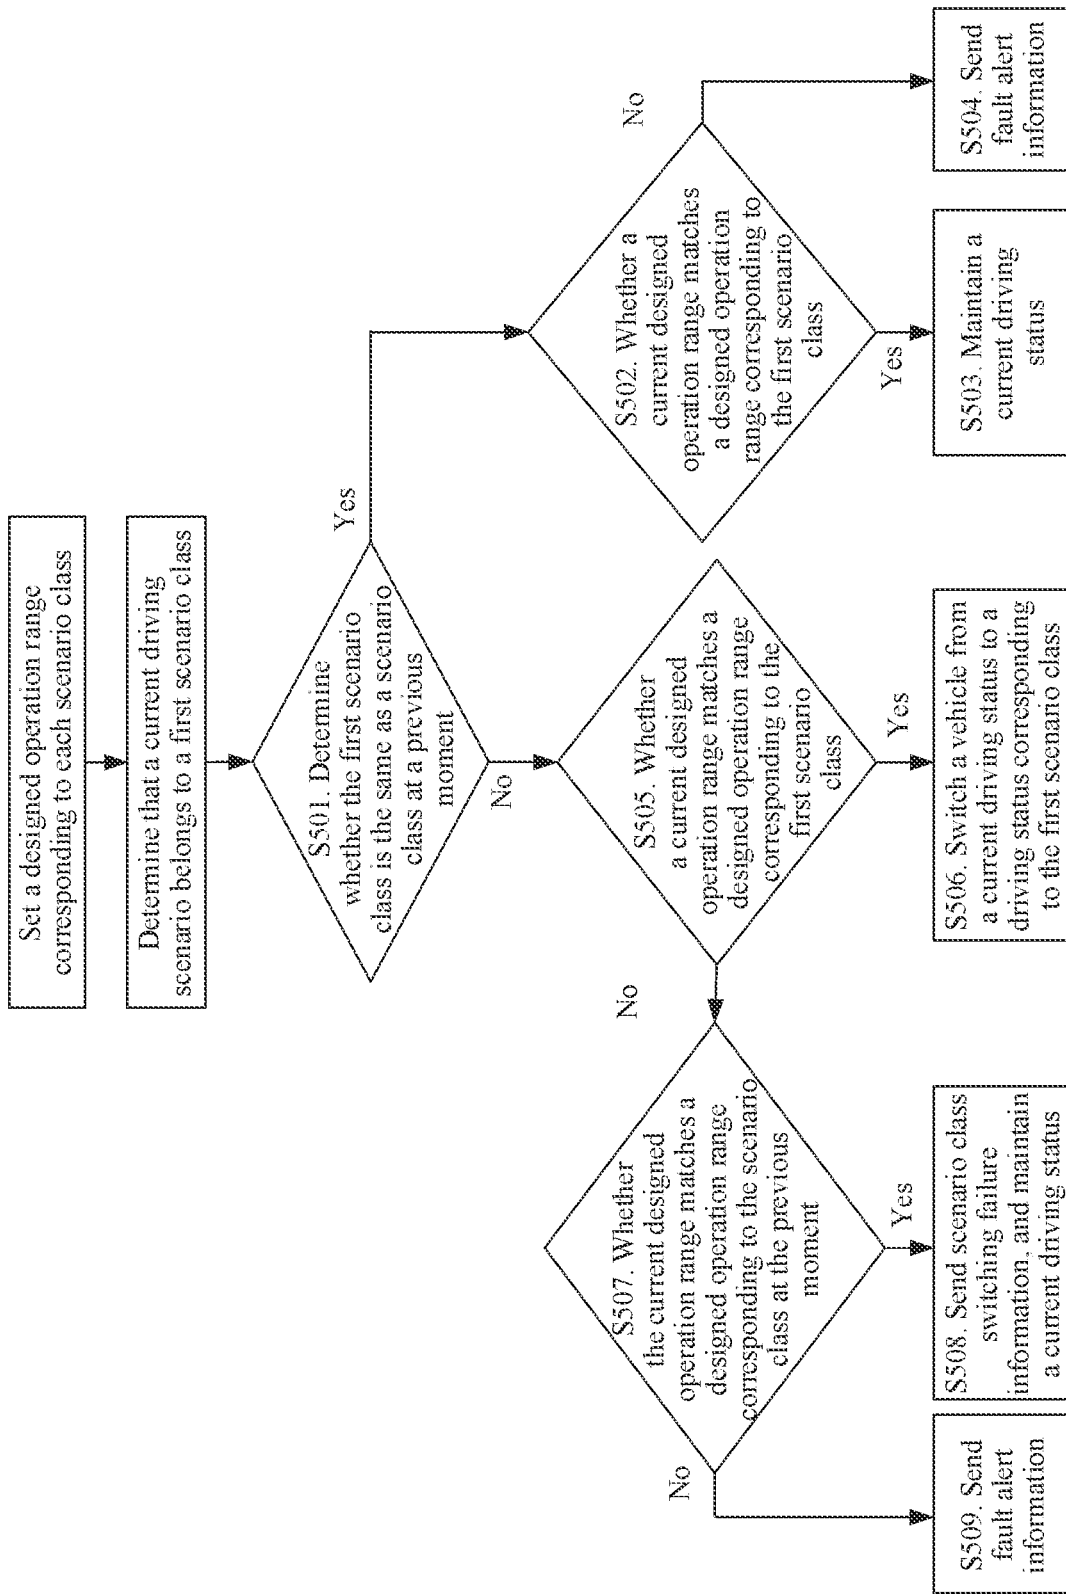 Set a designed operation range
corresponding to each scenario class
Determine that a current driving
scenario belongs to a first scenario class
S501. Determine
whether the first scenario
class is the same as a scenario
class at a previous
moment
Yes
No
S502. Whether a
current designed
operation range matches
a designed operation
range corresponding to
the first scenario
class
No
Yes
S503. Maintain a
current driving
status
S504. Send
fault alert
information
S505. Whether
a current designed
operation range matches a
designed operation range
corresponding to the
first scenario
class
No
Yes
S506. Switch a vehicle from
a current driving status to a
driving status corresponding
to the first scenario class
S507. Whether
the current designed
operation range matches a
designed operation range
corresponding to the scenario
class at the previous
moment
No
Yes
S508. Send scenario class
switching failure
information, and maintain
a current driving status
S509. Send
fault alert
information